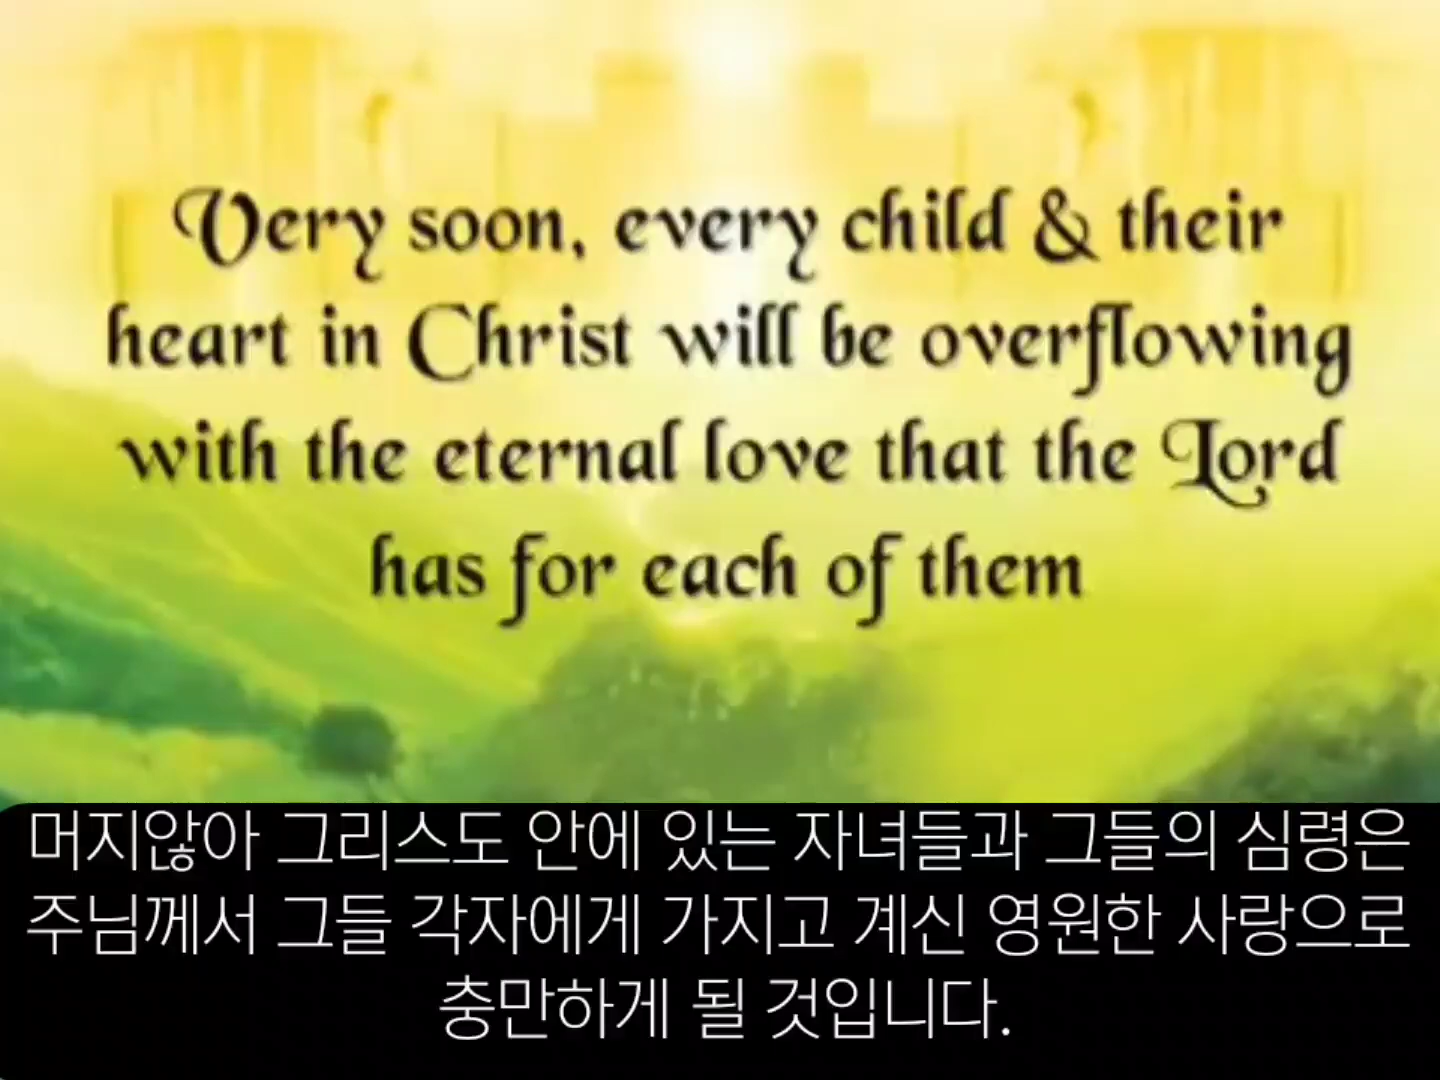 Very soon, every child & their
heart in Christ will be overflowing
with the eternal love that the Lord
has for each of them
머지않아 그리스도 안에 있는 자녀들과 그들의 심령은
주님께서 그들 각자에게 가지고 계신 영원한 사랑으로
충만하게 될 것입니다.